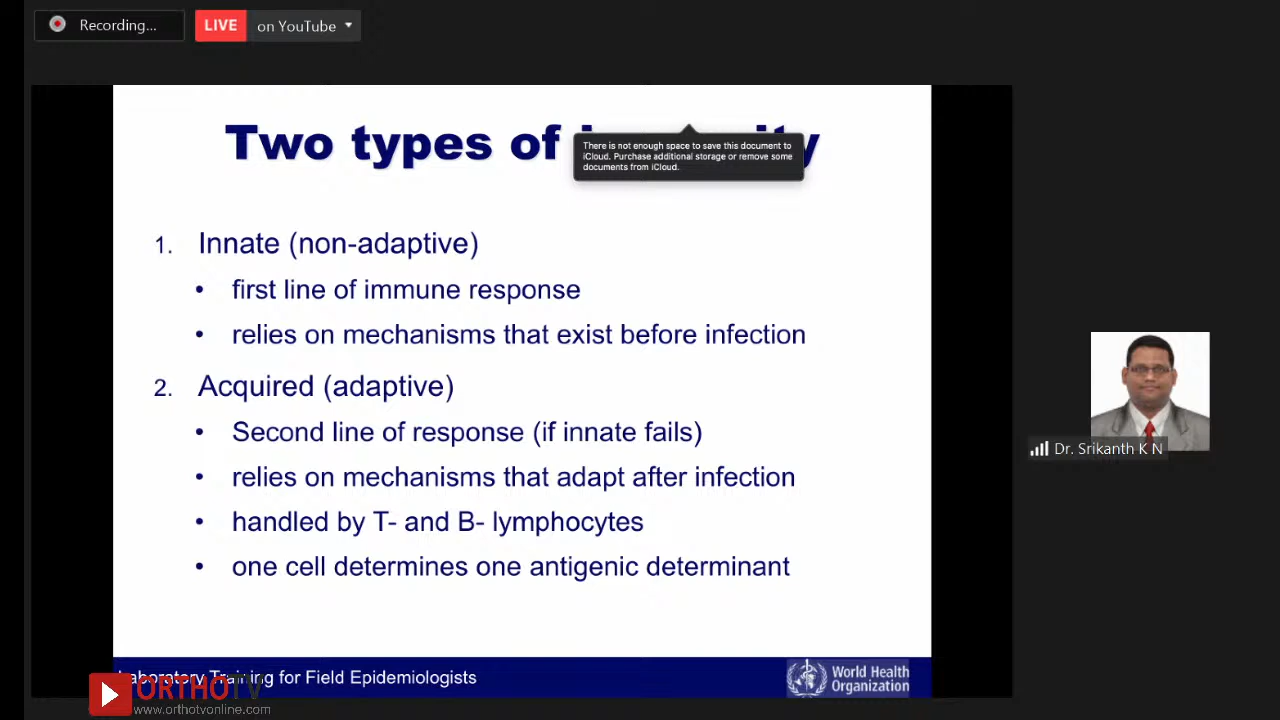 Recording...
LIVE on YouTube
Two types of
There is not enough space to save this document to
iCloud. Purchase additional storage or remove some
documents from iCloud.
1. Innate (non-adaptive)
• first line of immune response
• relies on mechanisms that exist before infection
2. Acquired (adaptive)
• Second line of response (if innate fails)
• relies on mechanisms that adapt after infection
• handled by T- and B- lymphocytes
• one cell determines one antigenic determinant
Dr. Srikanth K N
Laboratory Training for Field Epidemiologists
World Health
Organization
ORTHOTV
www.orthotvonline.com